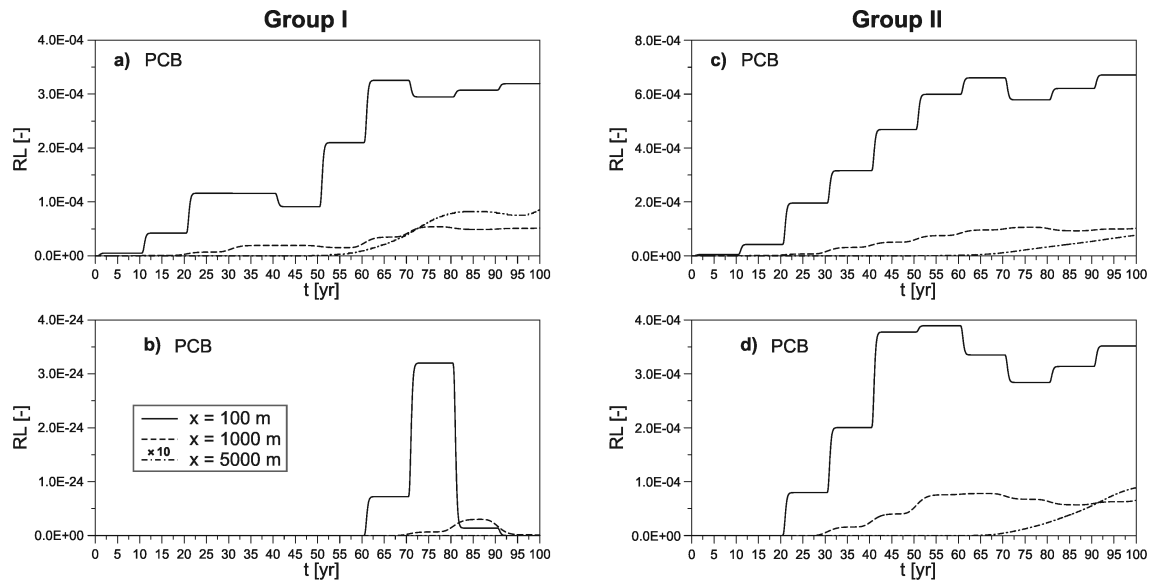 Group I
Group II
a) PCB
RL [-]
4.0E-04
3.0E-04
2.0E-04
1.0E-04
0.0E+00
0 5 10 15 20 25 30 35 40 45 50 55 60 65 70 75 80 85 90 95 100
t [yr]
c) PCB
RL [-]
8.0E-04
6.0E-04
4.0E-04
2.0E-04
0.0E+00
0 5 10 15 20 25 30 35 40 45 50 55 60 65 70 75 80 85 90 95 100
t [yr]
b) PCB
RL [-]
4.0E-24
3.0E-24
2.0E-24
1.0E-24
0.0E+00
x = 100 m
x = 1000 m
× 10
x = 5000 m
0 5 10 15 20 25 30 35 40 45 50 55 60 65 70 75 80 85 90 95 100
t [yr]
d) PCB
RL [-]
4.0E-04
3.0E-04
2.0E-04
1.0E-04
0.0E+00
0 5 10 15 20 25 30 35 40 45 50 55 60 65 70 75 80 85 90 95 100
t [yr]